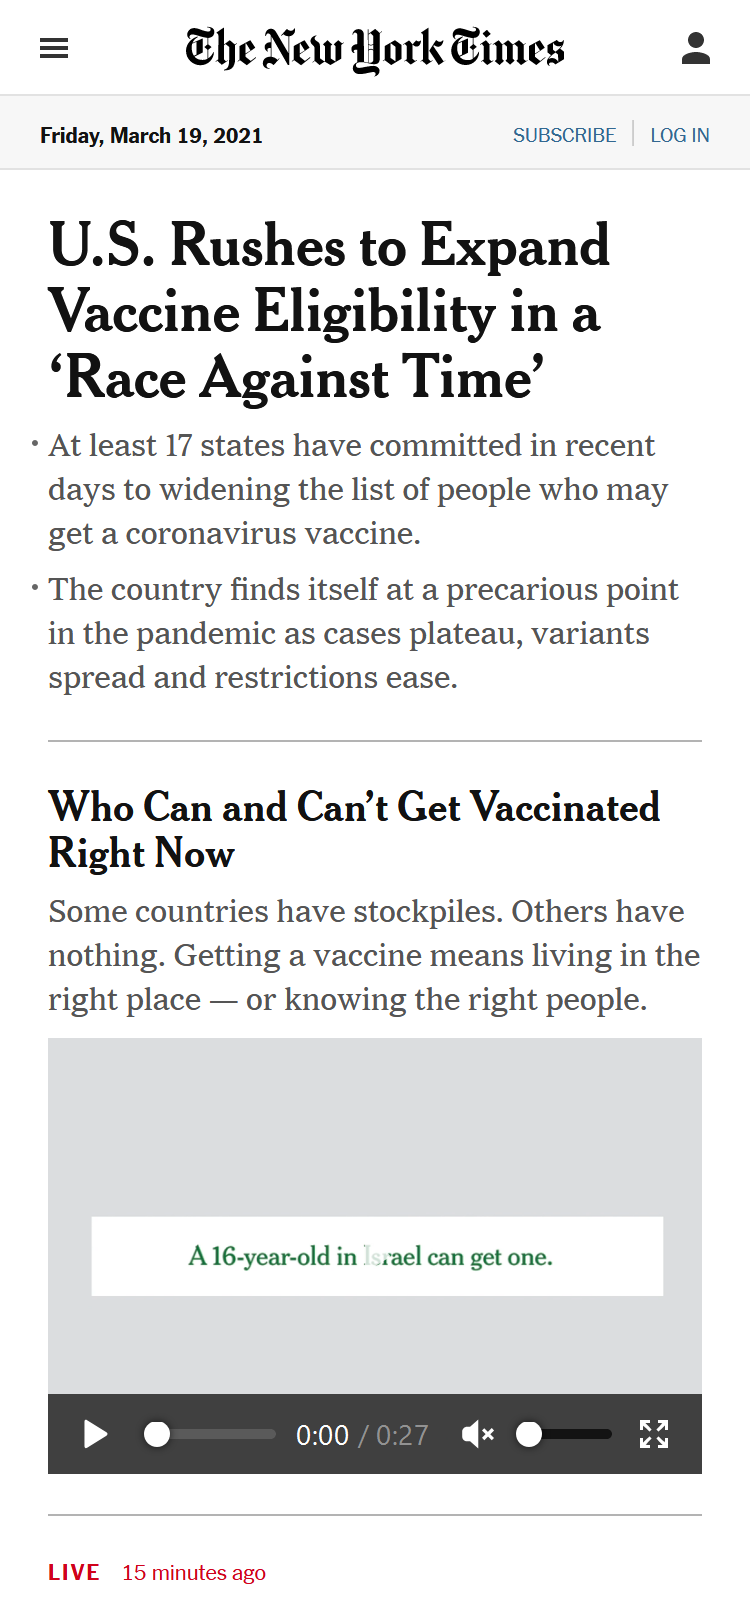 The New York Times
Friday, March 19, 2021
SUBSCRIBE
LOG IN
U.S. Rushes to Expand
Vaccine Eligibility in a
‘Race Against Time’
• At least 17 states have committed in recent
days to widening the list of people who may
get a coronavirus vaccine.
• The country finds itself at a precarious point
in the pandemic as cases plateau, variants
spread and restrictions ease.
Who Can and Can’t Get Vaccinated
Right Now
Some countries have stockpiles. Others have
nothing. Getting a vaccine means living in the
right place — or knowing the right people.
A 16-year-old in Israel can get one.
0:00 / 0:27
LIVE 15 minutes ago